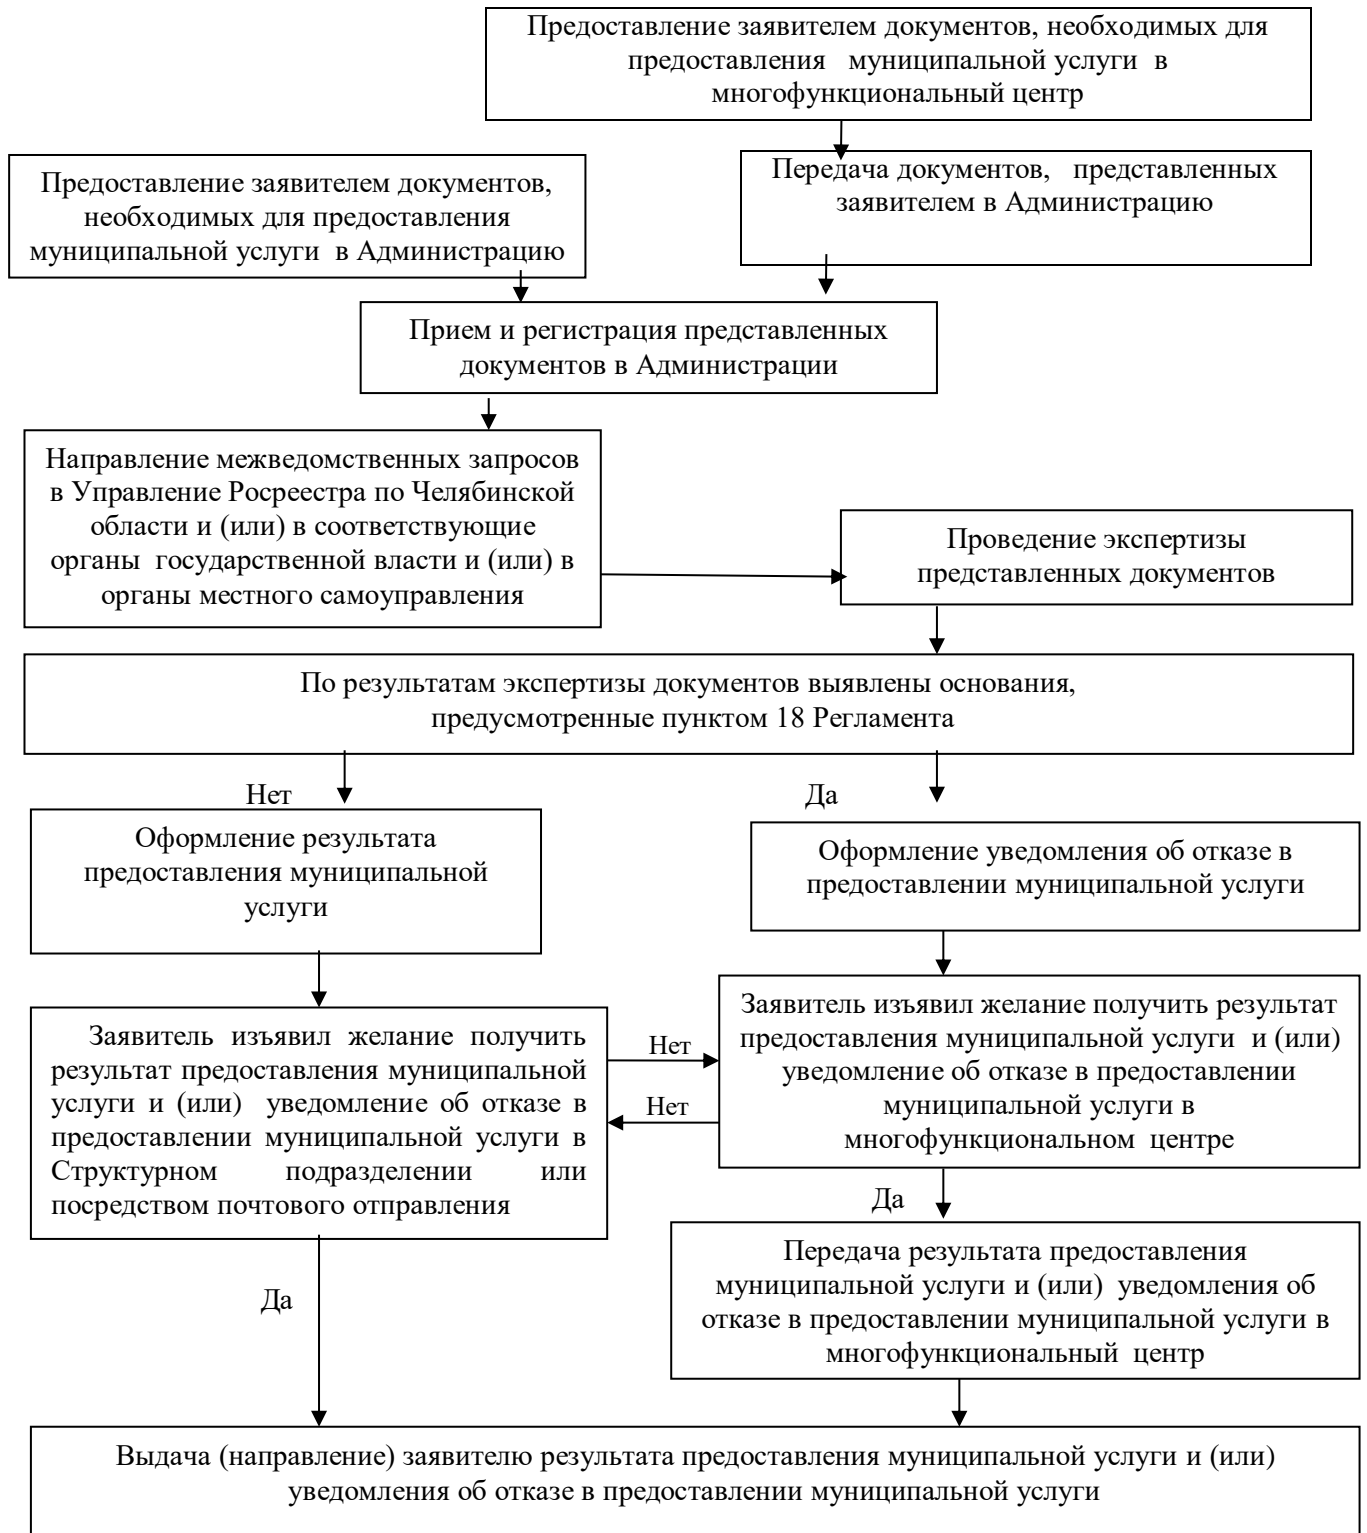 Предоставление заявителем документов, необходимых для
предоставления муниципальной услуги в
многофункциональный центр
Предоставление заявителем документов,
необходимых для предоставления
муниципальной услуги в Администрацию
Передача документов, представленных
заявителем в Администрацию
Прием и регистрация представленных
документов в Администрации
Направление межведомственных запросов
в Управление Росреестра по Челябинской
области и (или) в соответствующие
органы государственной власти и (или) в
органы местного самоуправления
Проведение экспертизы
представленных документов
По результатам экспертизы документов выявлены основания,
предусмотренные пунктом 18 Регламента
Нет
Да
Оформление результата
предоставления муниципальной
услуги
Оформление уведомления об отказе в
предоставлении муниципальной услуги
Заявитель изъявил желание получить
результат предоставления муниципальной
услуги и (или) уведомление об отказе в
предоставлении муниципальной услуги в
Структурном подразделении или
посредством почтового отправления
Нет
Нет
Заявитель изъявил желание получить результат
предоставления муниципальной услуги и (или)
уведомление об отказе в предоставлении
муниципальной услуги в
многофункциональном центре
Да
Да
Передача результата предоставления
муниципальной услуги и (или) уведомления об
отказе в предоставлении муниципальной услуги в
многофункциональный центр
Выдача (направление) заявителю результата предоставления муниципальной услуги и (или)
уведомления об отказе в предоставлении муниципальной услуги